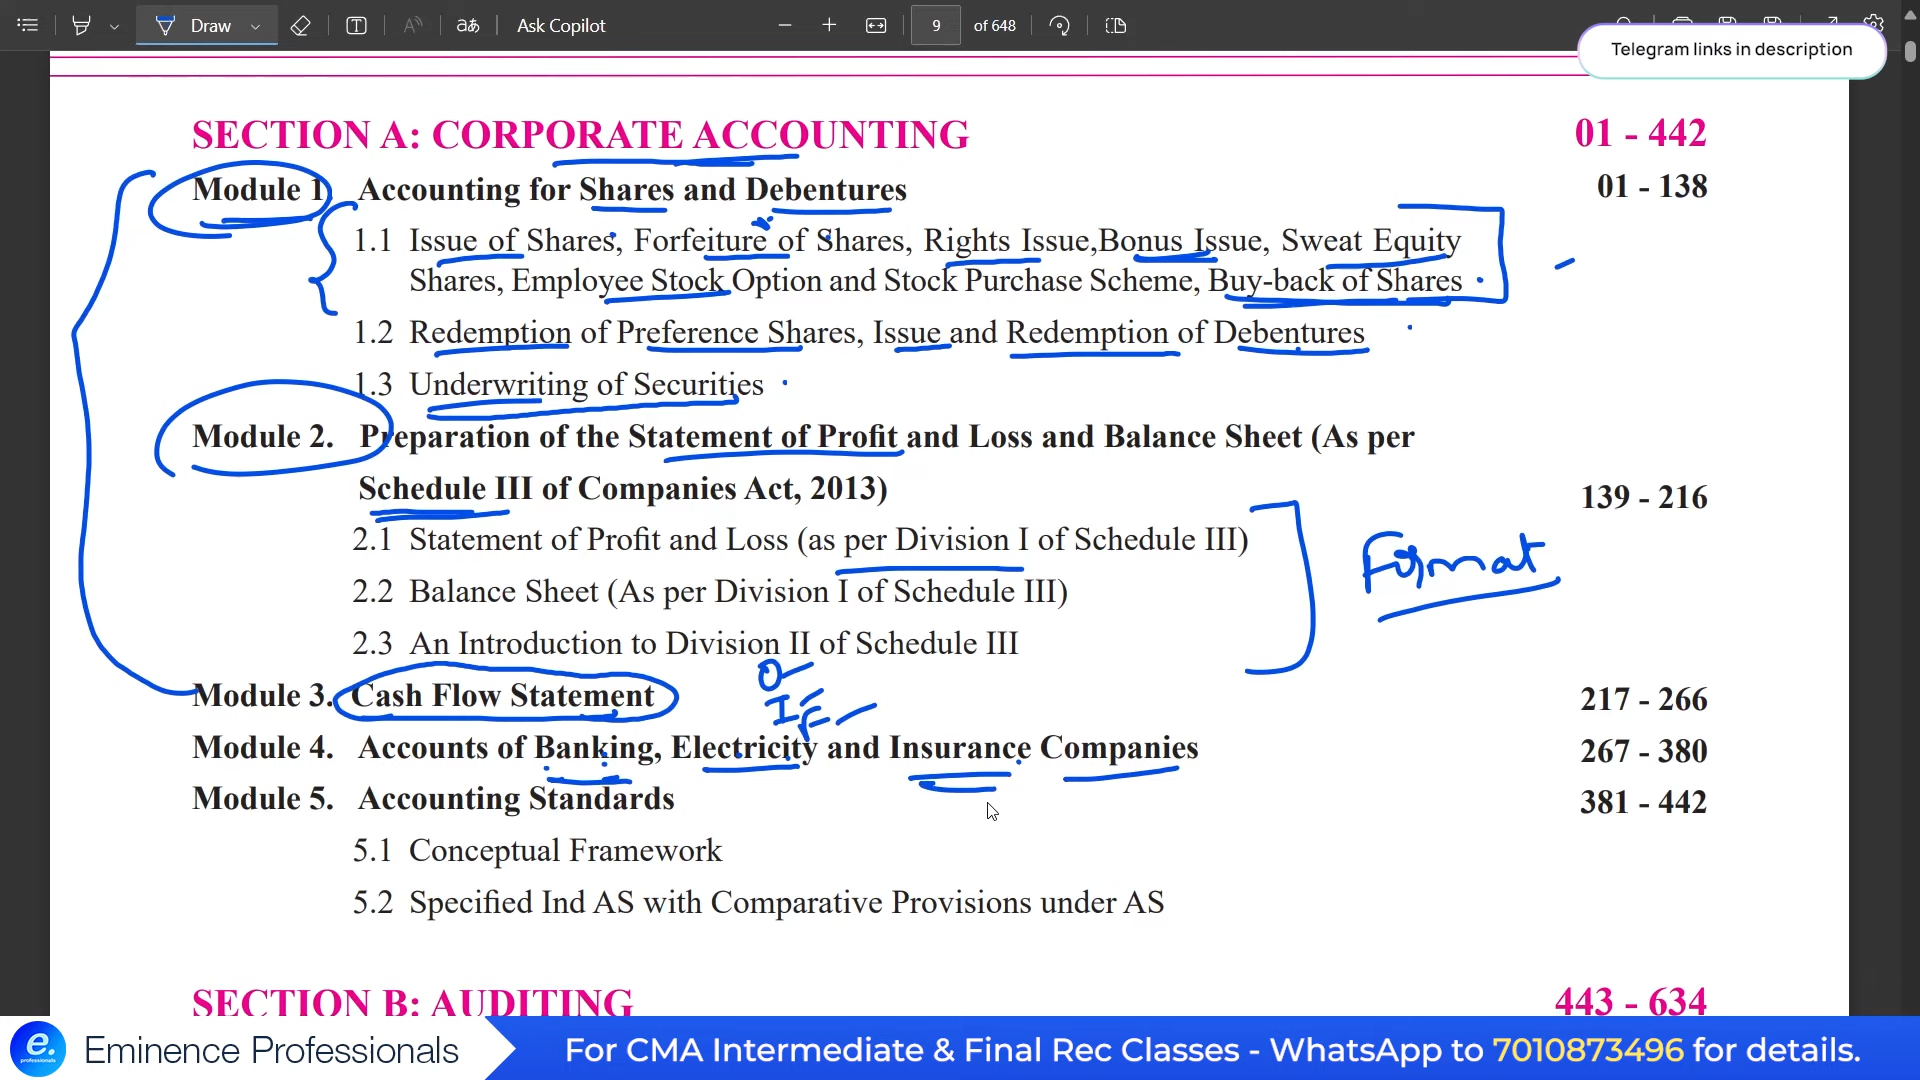 Draw
T
aあ
Ask Copilot
9 of 648
Telegram links in description
SECTION A: CORPORATE ACCOUNTING 01 - 442
Module 1. Accounting for Shares and Debentures 01 - 138
1.1 Issue of Shares, Forfeiture of Shares, Rights Issue,Bonus Issue, Sweat Equity
Shares, Employee Stock Option and Stock Purchase Scheme, Buy-back of Shares
1.2 Redemption of Preference Shares, Issue and Redemption of Debentures
1.3 Underwriting of Securities
Module 2. Preparation of the Statement of Profit and Loss and Balance Sheet (As per
Schedule III of Companies Act, 2013) 139 - 216
2.1 Statement of Profit and Loss (as per Division I of Schedule III)
Format
2.2 Balance Sheet (As per Division I of Schedule III)
2.3 An Introduction to Division II of Schedule III
O
I
F
Module 3. Cash Flow Statement 217 - 266
Module 4. Accounts of Banking, Electricity and Insurance Companies 267 - 380
Module 5. Accounting Standards 381 - 442
5.1 Conceptual Framework
5.2 Specified Ind AS with Comparative Provisions under AS
SECTION B: AUDITING 443 - 634
e.
professionals
Eminence Professionals
For CMA Intermediate & Final Rec Classes - WhatsApp to 7010873496 for details.